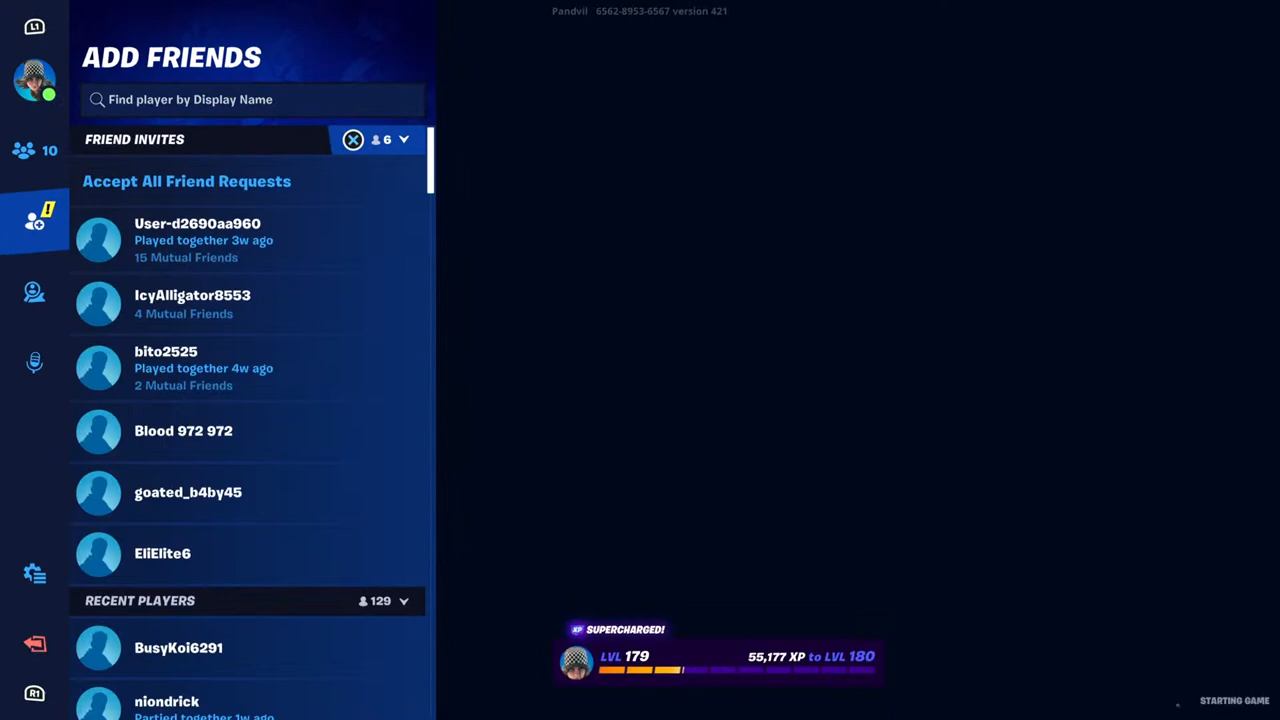 Pandvil 6562-8953-6567 version 421
L1
ADD FRIENDS
Find player by Display Name
FRIEND INVITES 6
Accept All Friend Requests
10
!
User-d2690aa960
Played together 3w ago
15 Mutual Friends
IcyAlligator8553
4 Mutual Friends
bito2525
Played together 4w ago
2 Mutual Friends
Blood 972 972
goated_b4by45
EliElite6
RECENT PLAYERS 129
BusyKoi6291
niondrick
Partied together 1w ago
R1
XP SUPERCHARGED!
LVL 179 55,177 XP to LVL 180
STARTING GAME